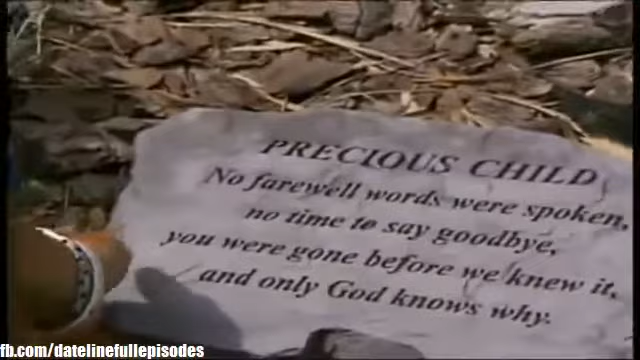 PRECIOUS CHILD
No farewell words were spoken,
no time to say goodbye,
you were gone before we knew it,
and only God knows why.
fb.com/datelinefullepisodes